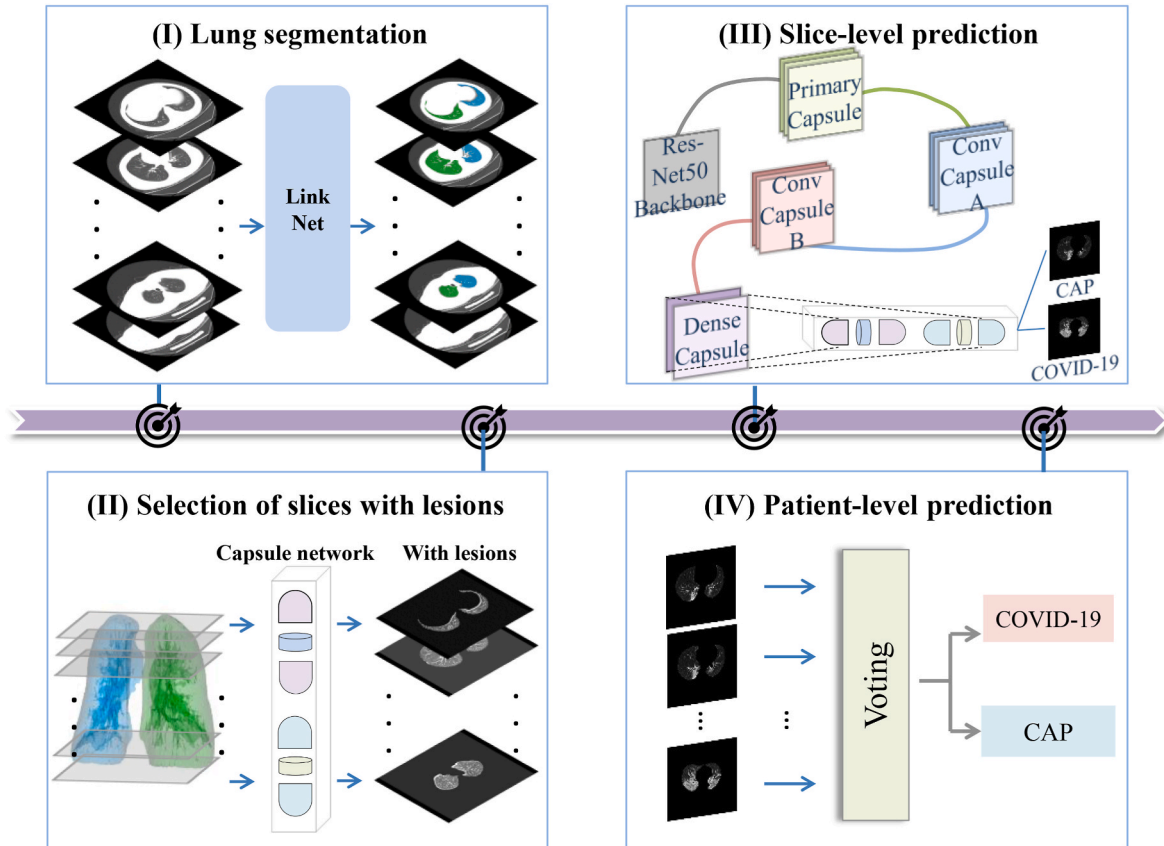 (I) Lung segmentation
Link
Net
(III) Slice-level prediction
Primary
Capsule
Res-
Net50
Backbone
Conv
Capsule
A
Conv
Capsule
B
Dense
Capsule
CAP
COVID-19
(II) Selection of slices with lesions
Capsule network
With lesions
(IV) Patient-level prediction
Voting
COVID-19
CAP